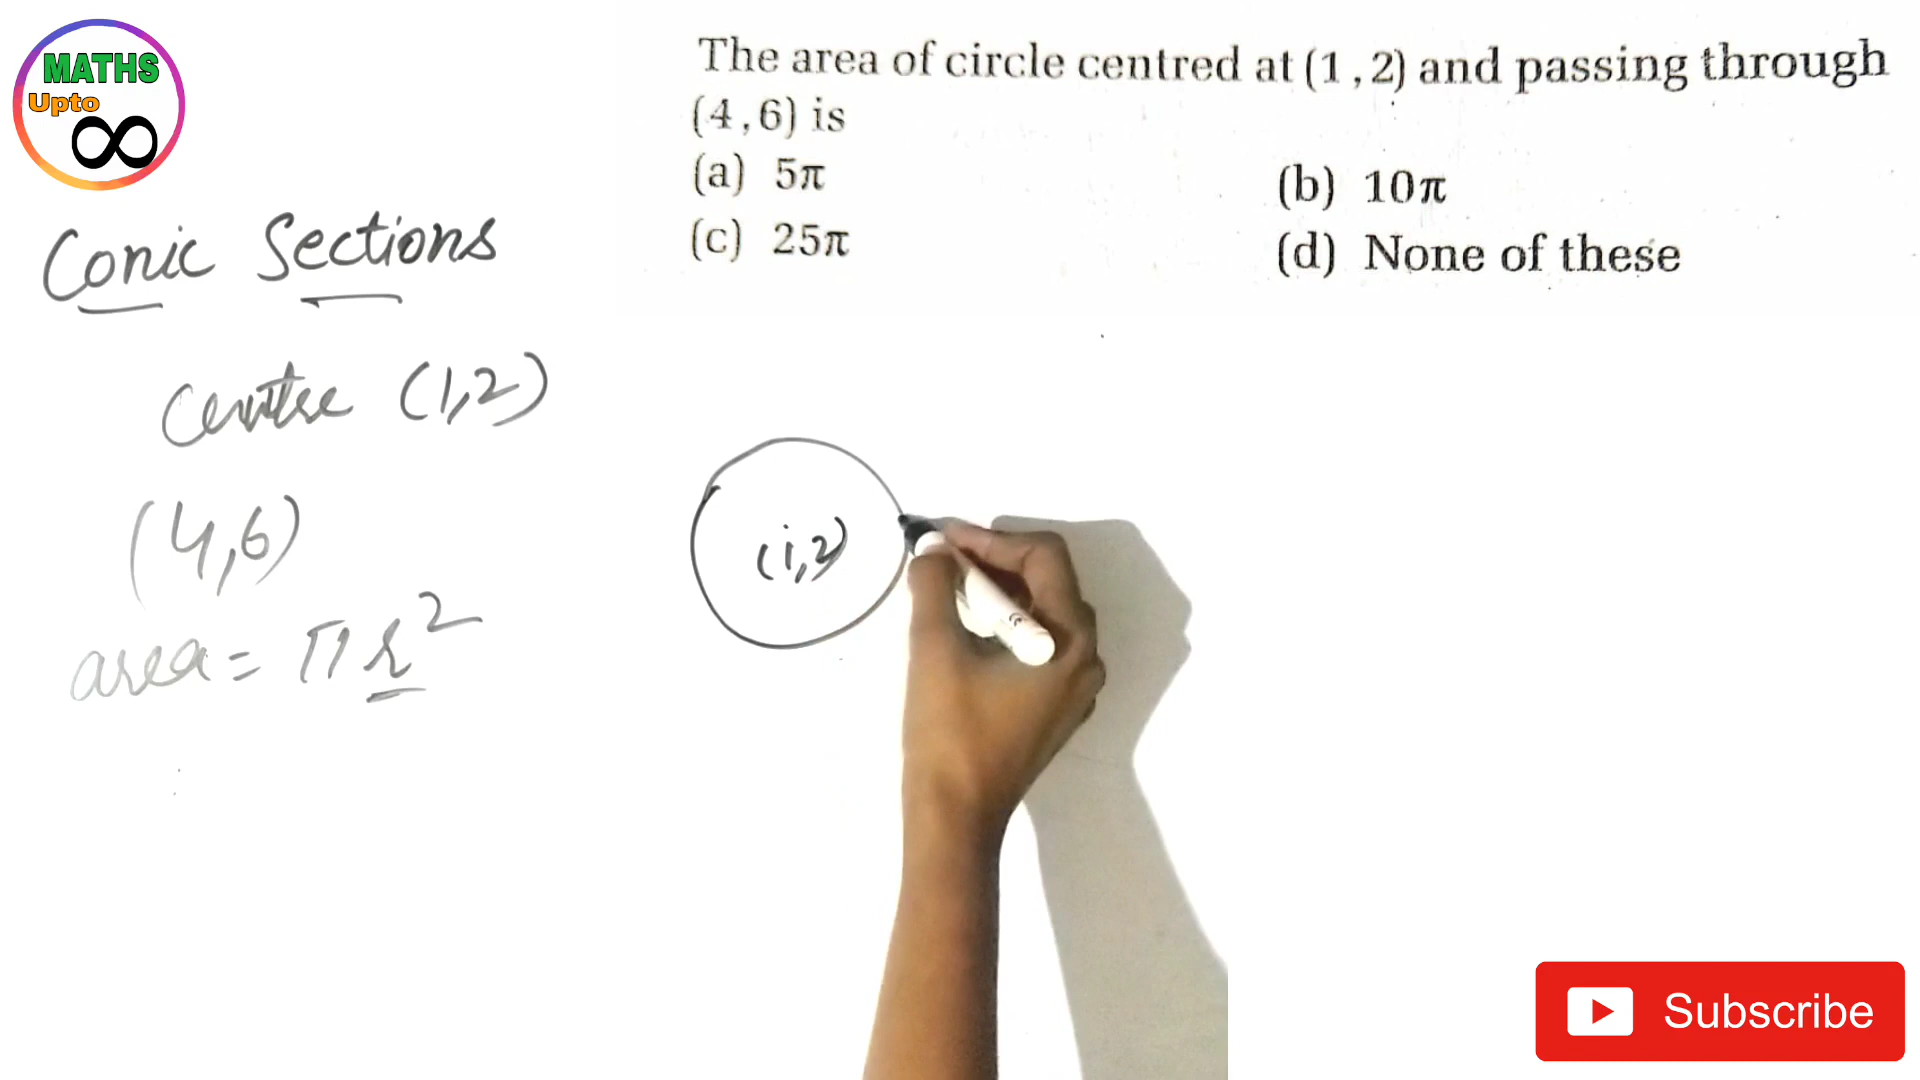 MATHS
Upto
∞
The area of circle centred at (1 , 2) and passing through
(4 , 6) is
(a) 5π
(b) 10π
(c) 25π
(d) None of these
Conic Sections
Centre (1,2)
(4,6)
area = πr²
(1,2)
Subscribe